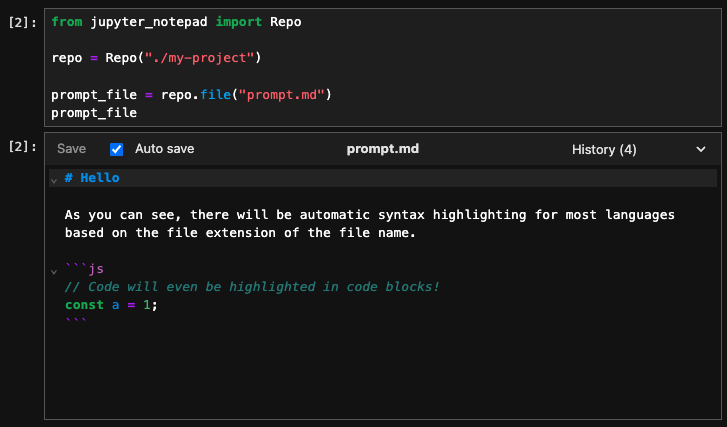 [2]:
from jupyter_notepad import Repo
repo = Repo("./my-project")
prompt_file = repo.file("prompt.md")
prompt_file
[2]:
Save Auto save prompt.md History (4)
# Hello
As you can see, there will be automatic syntax highlighting for most languages
based on the file extension of the file name.
```js
// Code will even be highlighted in code blocks!
const a = 1;
```